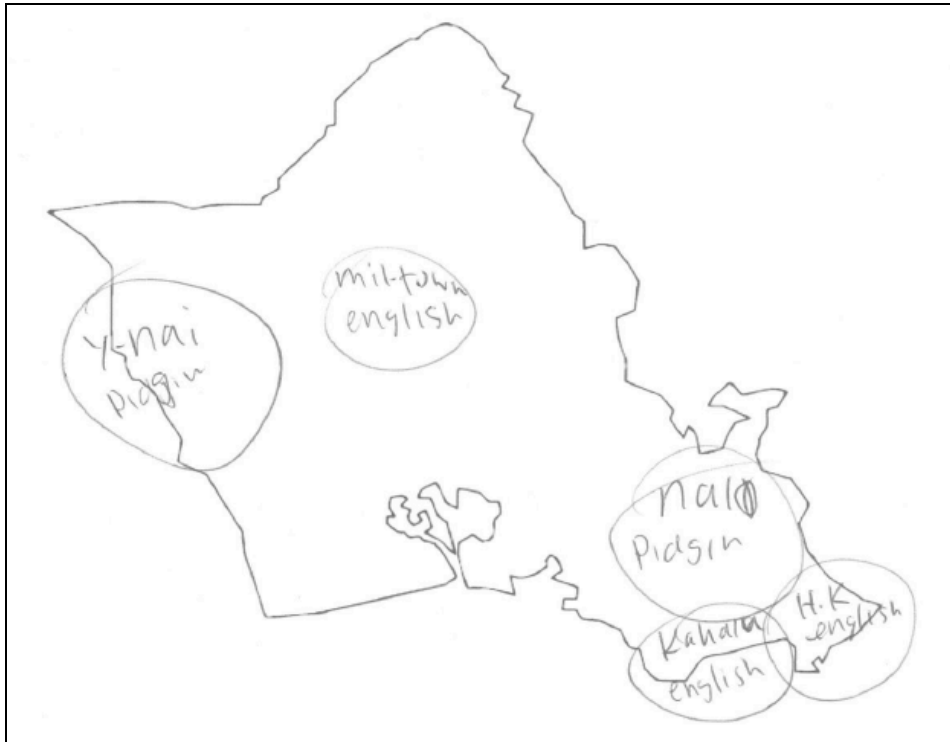 mil-town
english
Y-nai
pidgin
nalo
Pidgin
Kahala
english
H.K
english